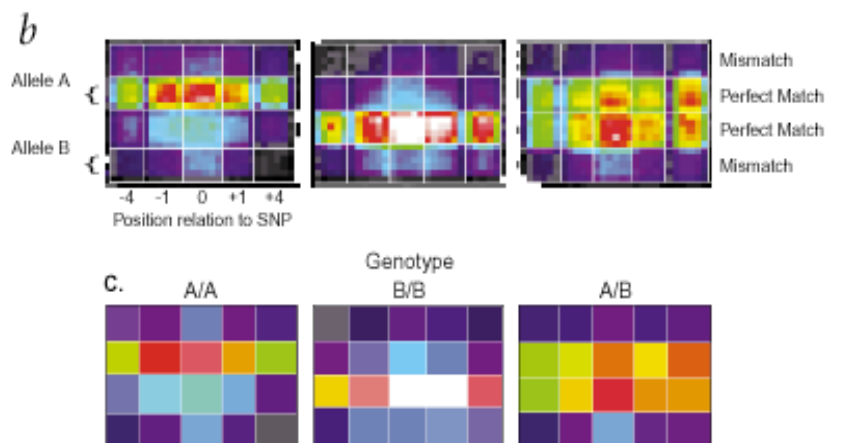 b
Allele A
{
Allele B
{
Mismatch
Perfect Match
Perfect Match
Mismatch
-4 -1 0 +1 +4
Position relation to SNP
Genotype
c.
A/A B/B A/B